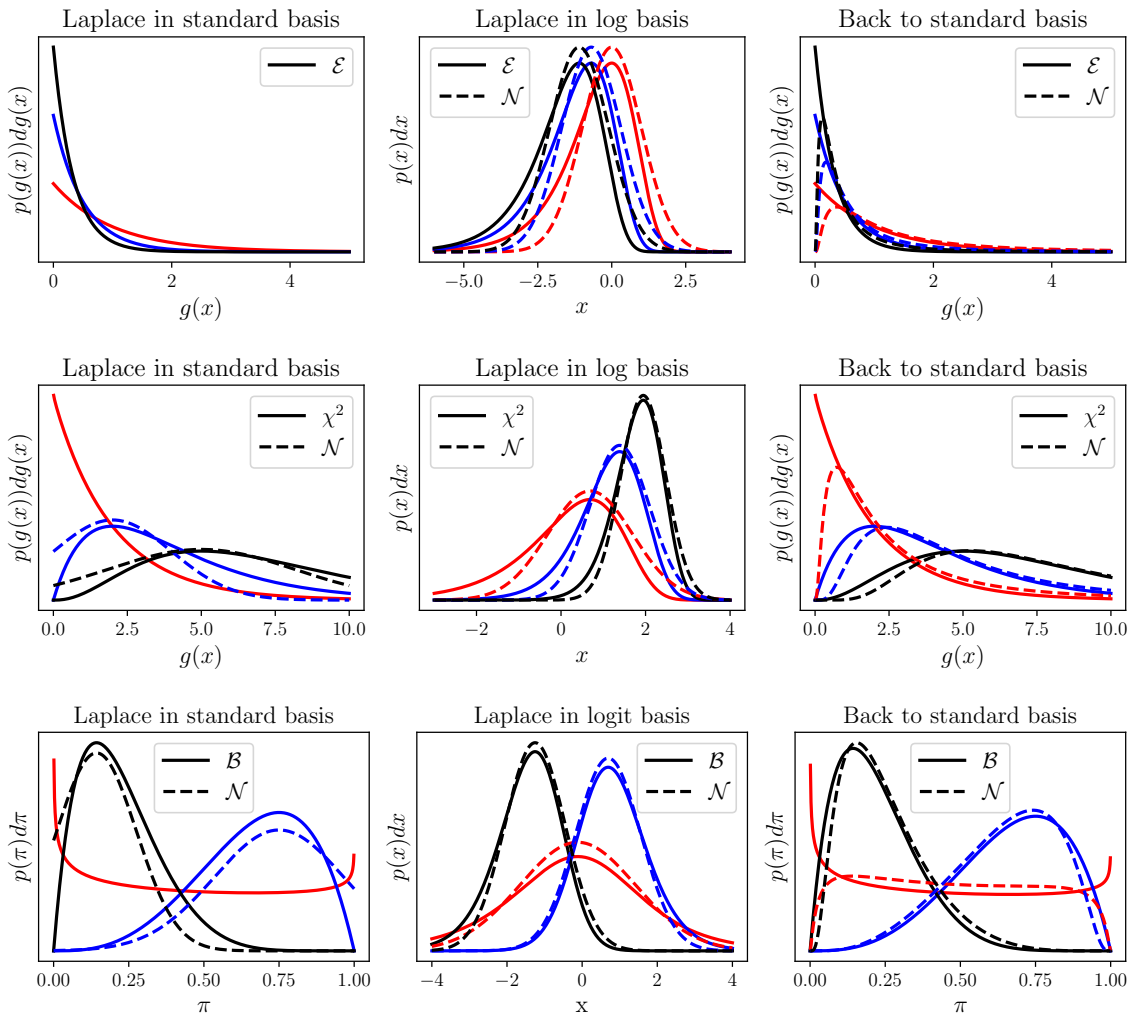 Laplace in standard basis
Laplace in log basis
Back to standard basis
p(g(x))dg(x)
ℰ
p(x)dx
ℰ
𝒩
p(g(x))dg(x)
ℰ
𝒩
0 2 4
−5.0 −2.5 0.0 2.5
0 2 4
g(x)
x
g(x)
Laplace in standard basis
Laplace in log basis
Back to standard basis
p(g(x))dg(x)
χ²
𝒩
p(x)dx
χ²
𝒩
p(g(x))dg(x)
χ²
𝒩
0.0 2.5 5.0 7.5 10.0
−2 0 2 4
0.0 2.5 5.0 7.5 10.0
g(x)
x
g(x)
Laplace in standard basis
Laplace in logit basis
Back to standard basis
p(π)dπ
ℬ
𝒩
p(x)dx
ℬ
𝒩
p(π)dπ
ℬ
𝒩
0.00 0.25 0.50 0.75 1.00
−4 −2 0 2 4
0.00 0.25 0.50 0.75 1.00
π
x
π